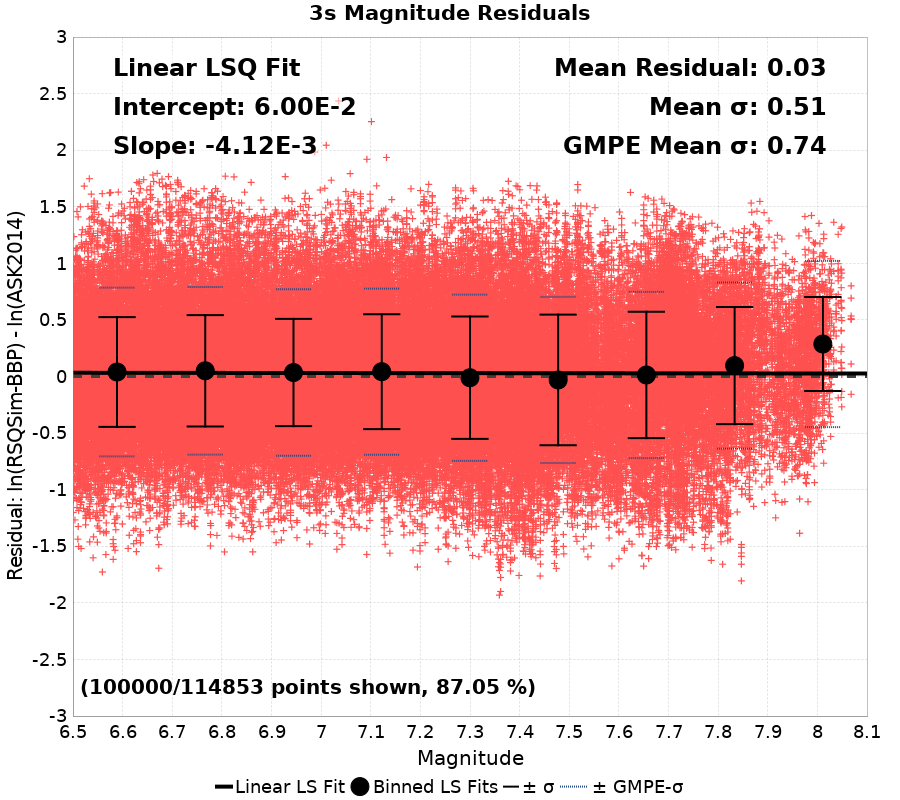 3s Magnitude Residuals
Linear LSQ Fit
Intercept: 6.00E-2
Slope: -4.12E-3
Mean Residual: 0.03
Mean σ: 0.51
GMPE Mean σ: 0.74
Residual: ln(RSQSim-BBP) - ln(ASK2014)
3
2.5
2
1.5
1
0.5
0
-0.5
-1
-1.5
-2
-2.5
-3
(100000/114853 points shown, 87.05 %)
6.5 6.6 6.7 6.8 6.9 7 7.1 7.2 7.3 7.4 7.5 7.6 7.7 7.8 7.9 8 8.1
Magnitude
Linear LS Fit Binned LS Fits ± σ ± GMPE-σ